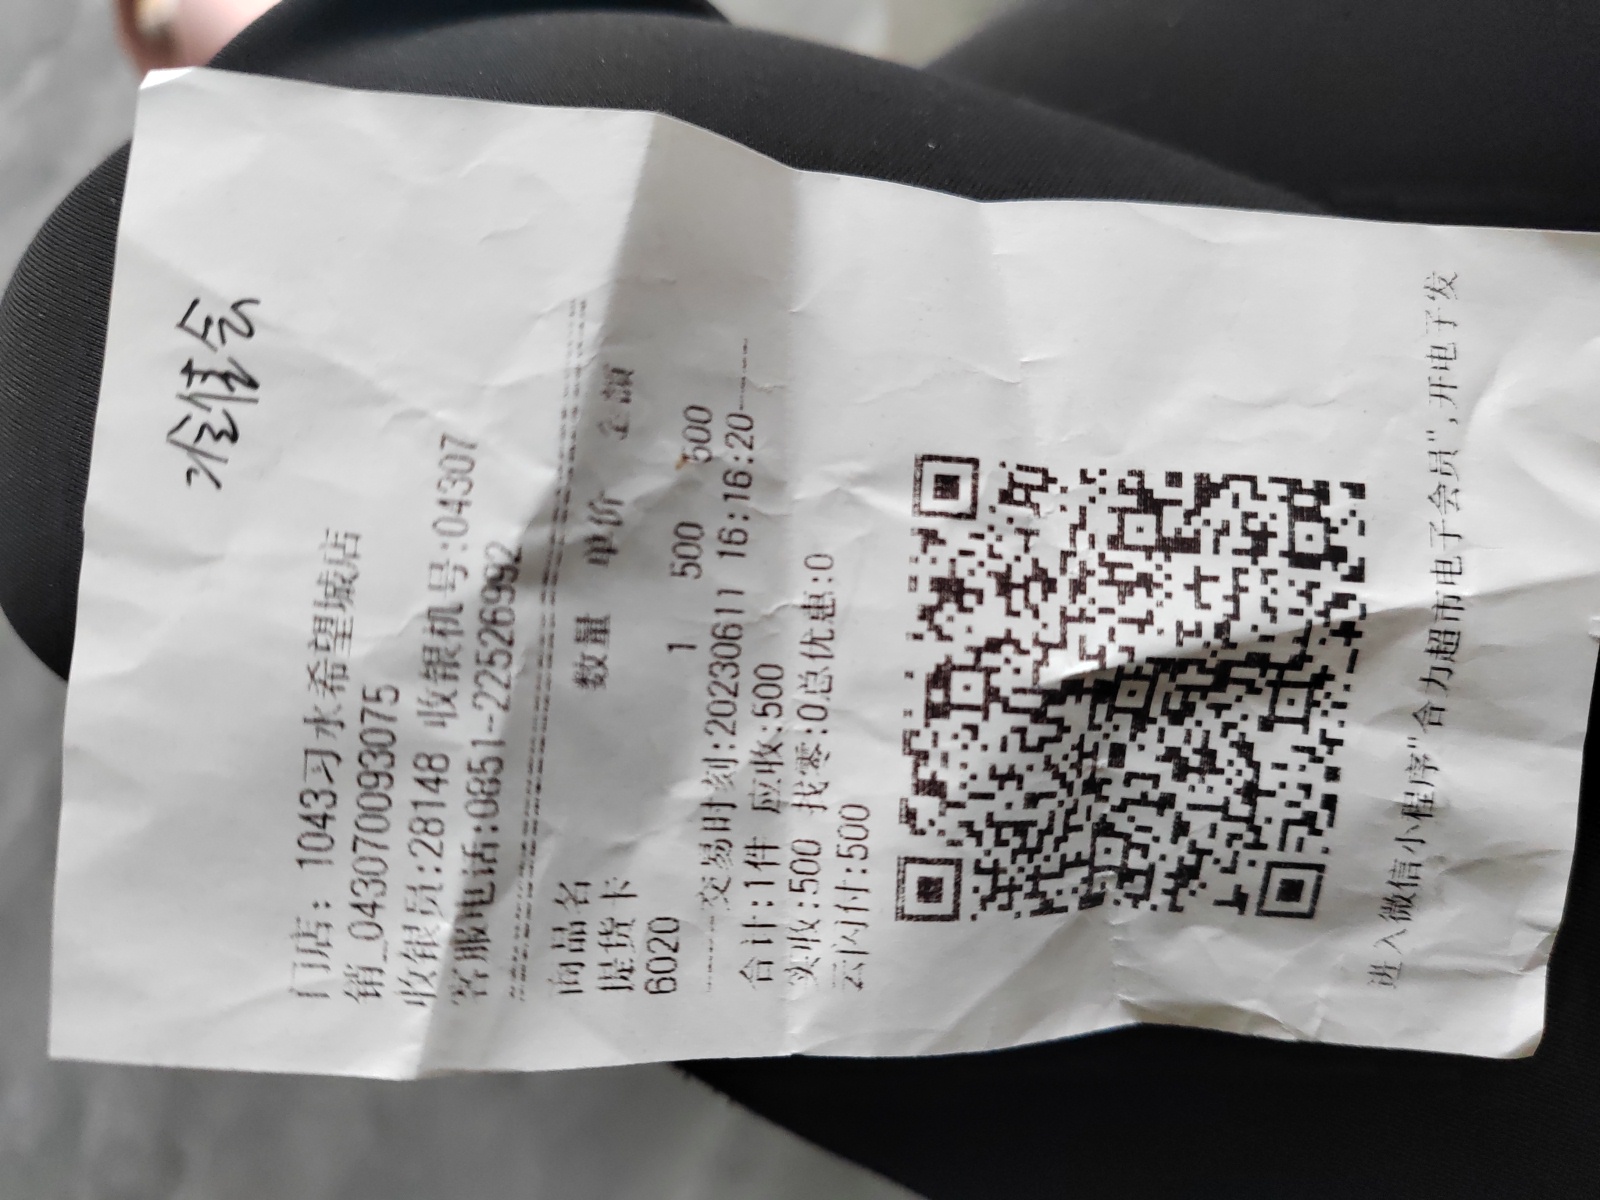 门店: 1043习水希望城店
销_0430700093075
收银员:28148 收银机号:04307
客服电话:0851-22526992
商品名 数量 单价 金额
提货卡
6020 1 500 500
交易时刻:20230611 16:16:20
合计:1件 应收:500
实收:500 找零:0总优惠:0
云闪付:500
进入微信小程序"合力超市电子会员",开电子发